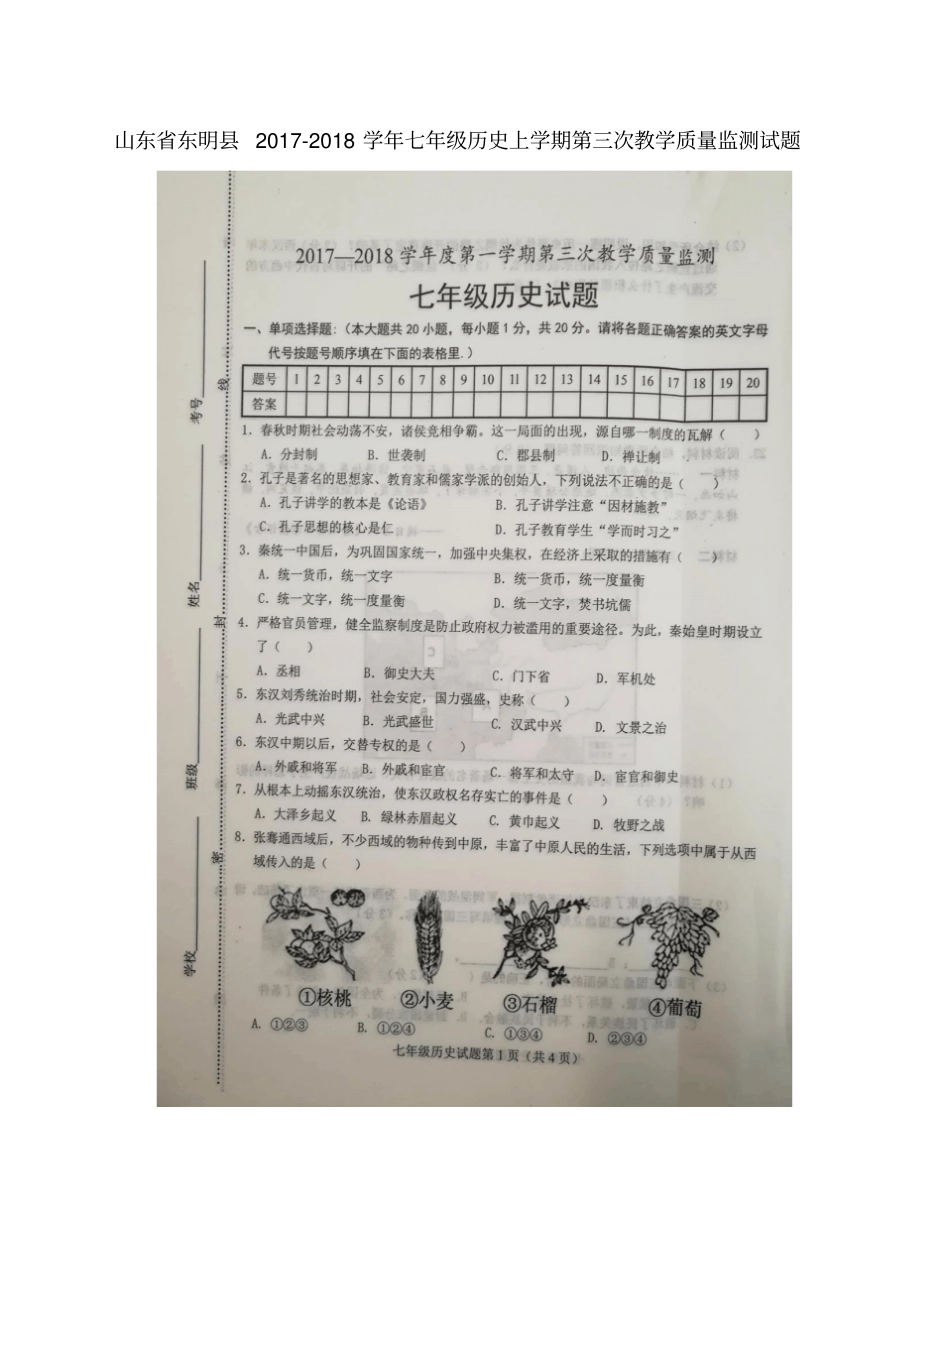 山东省东明县 2017-2018 学年七年级历史上学期第三次教学质量监测试题
2017—2018 学年度第一学期第三次教学质量监测
七年级历史试题
一、单项选择题:(本大题共 20 小题，每小题 1 分，共 20 分。请将各题正确答案的英文字母
代号按题号顺序填在下面的表格里.)
题号 1 2 3 4 5 6 7 8 9 10 11 12 13 14 15 16 17 18 19 20
答案
1. 春秋时期社会动荡不安，诸侯竞相争霸。这一局面的出现，源自哪一制度的瓦解（ ）
A. 分封制 B. 世袭制 C. 郡县制 D. 禅让制
2. 孔子是著名的思想家、教育家和儒家学派的创始人，下列说法不正确的是（ ）
A. 孔子讲学的教本是《论语》 B. 孔子讲学注意“因材施教”
C. 孔子思想的核心是仁 D. 孔子教育学生“学而时习之”
3. 秦统一中国后，为巩固国家统一，加强中央集权，在经济上采取的措施有（ ）
A. 统一货币，统一文字 B. 统一货币，统一度量衡
C. 统一文字，统一度量衡 D. 统一文字，焚书坑儒
4. 严格官员管理，健全监察制度是防止政府权力被滥用的重要途径。为此，秦始皇时期设立
了（ ）
A. 丞相 B. 御史大夫 C. 门下省 D. 军机处
5. 东汉刘秀统治时期，社会安定，国力强盛，史称（ ）
A. 光武中兴 B. 光武盛世 C. 汉武中兴 D. 文景之治
6. 东汉中期以后，交替专权的是（ ）
A. 外戚和将军 B. 外戚和宦官 C. 将军和太守 D. 宦官和御史
7. 从根本上动摇东汉统治，使东汉政权名存实亡的事件是（ ）
A. 大泽乡起义 B. 绿林赤眉起义 C. 黄巾起义 D. 牧野之战
8. 张骞通西域后，不少西域的物种传到中原，丰富了中原人民的生活，下列选项中属于从西
域传入的是（ ）
①核桃 ②小麦 ③石榴 ④葡萄
A. ①②③ B. ①②④ C. ①③④ D. ②③④
七年级历史试题第 1 页（共 4 页）
学校 班级 姓名 考号
密 封 线